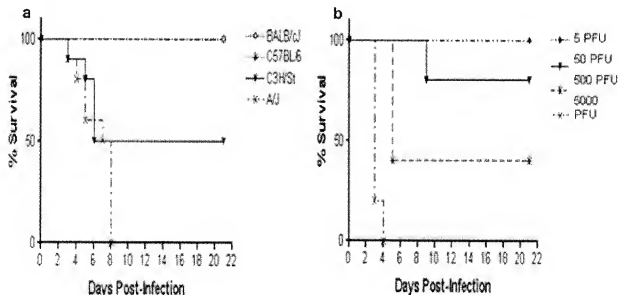 a
BALB/cJ
C57BL/6
C3H/St
A/J
% Survival
100
50
0
0 2 4 6 8 10 12 14 16 18 20 22
Days Post-Infection
b
5 PFU
50 PFU
500 PFU
5000
PFU
% Survival
100
50
0
0 2 4 6 8 10 12 14 16 18 20 22
Days Post-Infection